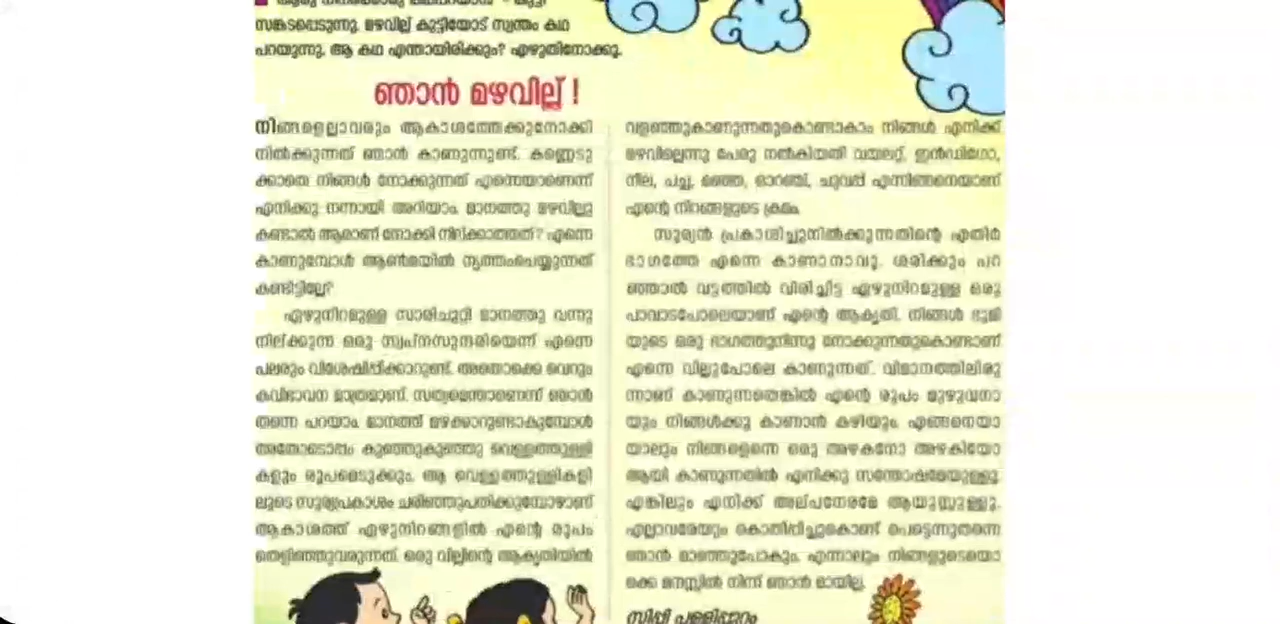 സങ്കടപ്പെടുന്നു. മഴവില്ല് കുട്ടിയോട് സ്വന്തം കഥ
പറയുന്നു. ആ കഥ എന്തായിരിക്കും? എഴുതിനോക്കൂ.
ഞാൻ മഴവില്ല് !
നിങ്ങളെല്ലാവരും ആകാശത്തേക്കുനോക്കി
നിൽക്കുന്നത് ഞാൻ കാണുന്നുണ്ട്. കണ്ണെടു
ക്കാതെ നിങ്ങൾ നോക്കുന്നത് എന്നെയാണെന്ന്
എനിക്കു നന്നായി അറിയാം. മാനത്തു മഴവില്ലു
കണ്ടാൽ ആരാണ് നോക്കി നില്ക്കാത്തത്? എന്നെ
കാണുമ്പോൾ ആൺമയിൽ നൃത്തംചെയ്യുന്നത്
കണ്ടിട്ടില്ലേ?
ഏഴുനിറമുള്ള സാരിചുറ്റി മാനത്തു വന്നു
നില്ക്കുന്ന ഒരു സ്വപ്നസുന്ദരിയെന്ന് എന്നെ
പലരും വിശേഷിപ്പിക്കാറുണ്ട്. അതൊക്കെ വെറും
കവിഭാവന മാത്രമാണ്. സത്യമെന്താണെന്ന് ഞാൻ
തന്നെ പറയാം. മാനത്ത് മഴക്കാറുണ്ടാകുമ്പോൾ
അതോടൊപ്പം കുഞ്ഞുകുഞ്ഞു വെള്ളത്തുള്ളി
കളും രൂപമെടുക്കും. ആ വെള്ളത്തുള്ളികളി
ലൂടെ സൂര്യപ്രകാശം ചരിഞ്ഞുപതിക്കുമ്പോഴാണ്
ആകാശത്ത് ഏഴുനിറങ്ങളിൽ എന്റെ രൂപം
തെളിഞ്ഞുവരുന്നത്. ഒരു വില്ലിന്റെ ആകൃതിയിൽ
വളഞ്ഞുകാണുന്നതുകൊണ്ടാകാം നിങ്ങൾ എനിക്ക്
മഴവില്ലെന്നു പേരു നൽകിയത്! വയലറ്റ്, ഇൻഡിഗോ,
നീല, പച്ച, മഞ്ഞ, ഓറഞ്ച്, ചുവപ്പ് എന്നിങ്ങനെയാണ്
എന്റെ നിറങ്ങളുടെ ക്രമം.
സൂര്യൻ പ്രകാശിച്ചുനിൽക്കുന്നതിന്റെ എതിർ
ഭാഗത്തേ എന്നെ കാണാനാവൂ. ശരിക്കും പറ
ഞ്ഞാൽ വട്ടത്തിൽ വിരിച്ചിട്ട ഏഴുനിറമുള്ള ഒരു
പാവാടപോലെയാണ് എന്റെ ആകൃതി. നിങ്ങൾ ഭൂമി
യുടെ ഒരു ഭാഗത്തുനിന്നു നോക്കുന്നതുകൊണ്ടാണ്
എന്നെ വില്ലുപോലെ കാണുന്നത്. വിമാനത്തിലിരു
ന്നാണ് കാണുന്നതെങ്കിൽ എന്റെ രൂപം മുഴുവനാ
യും നിങ്ങൾക്കു കാണാൻ കഴിയും. എങ്ങനെയാ
യാലും നിങ്ങളെന്നെ ഒരു അഴകനോ അഴകിയോ
ആയി കാണുന്നതിൽ എനിക്കു സന്തോഷമേയുള്ളൂ.
എങ്കിലും എനിക്ക് അല്പനേരമേ ആയുസ്സുള്ളൂ.
എല്ലാവരേയും കൊതിപ്പിച്ചുകൊണ്ട് പെട്ടെന്നുതന്നെ
ഞാൻ മാഞ്ഞുപോകും. എന്നാലും നിങ്ങളുടെയൊ
ക്കെ മനസ്സിൽ നിന്ന് ഞാൻ മായില്ല.
സിപ്പി പള്ളിപ്പുറം